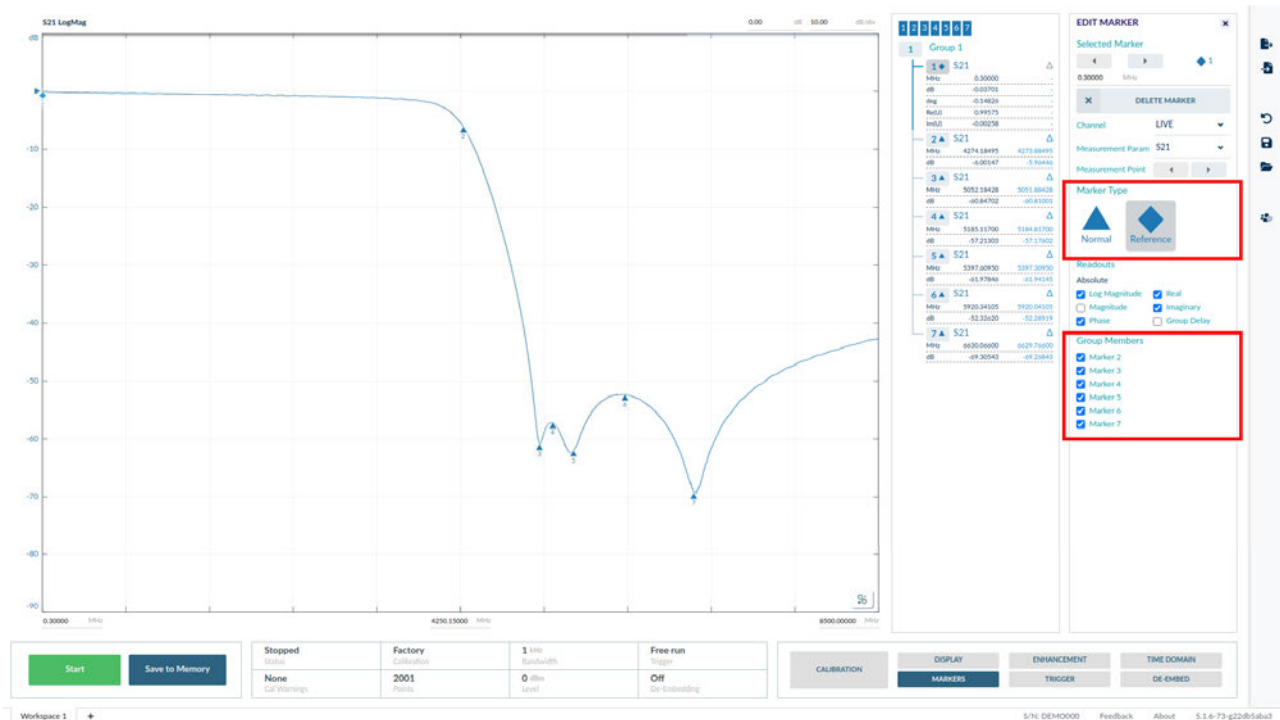 S21 LogMag
0.00 dB 10.00 dB/div
dB
-10
-20
-30
-40
-50
-60
-70
-80
-90
2
3
4
5
6
7
0.30000 MHz
4250.15000 MHz
8500.00000 MHz
1 2 3 4 5 6 7
1 Group 1
1 S21 Δ
MHz 0.30000 -
dB -0.03701 -
deg -0.14826 -
Re(U) 0.99575 -
Im(U) -0.00258 -
2 S21 Δ
MHz 4274.18495 4273.88495
dB -6.00147 -5.96446
3 S21 Δ
MHz 5052.18428 5051.88428
dB -60.84702 -60.81001
4 S21 Δ
MHz 5185.11700 5184.81700
dB -57.21303 -57.17602
5 S21 Δ
MHz 5397.60950 5397.30950
dB -61.97846 -61.94145
6 S21 Δ
MHz 5920.34105 5920.04105
dB -52.32620 -52.28919
7 S21 Δ
MHz 6630.06600 6629.76600
dB -69.30543 -69.26843
EDIT MARKER
Selected Marker
1
0.30000 MHz
DELETE MARKER
Channel LIVE
Measurement Param S21
Measurement Point
Marker Type
Normal Reference
Readouts
Absolute
Log Magnitude Real
Magnitude Imaginary
Phase Group Delay
Group Members
Marker 2
Marker 3
Marker 4
Marker 5
Marker 6
Marker 7
Start Save to Memory
Stopped Factory 1 kHz Free run
Status Calibration Bandwidth Trigger
None 2001 0 dBm Off
Cal Warnings Points Level De-Embedding
CALIBRATION
DISPLAY ENHANCEMENT TIME DOMAIN
MARKERS TRIGGER DE-EMBED
Workspace 1 +
S/N: DEMO000 Feedback About 5.1.6-73-g22db5aba3